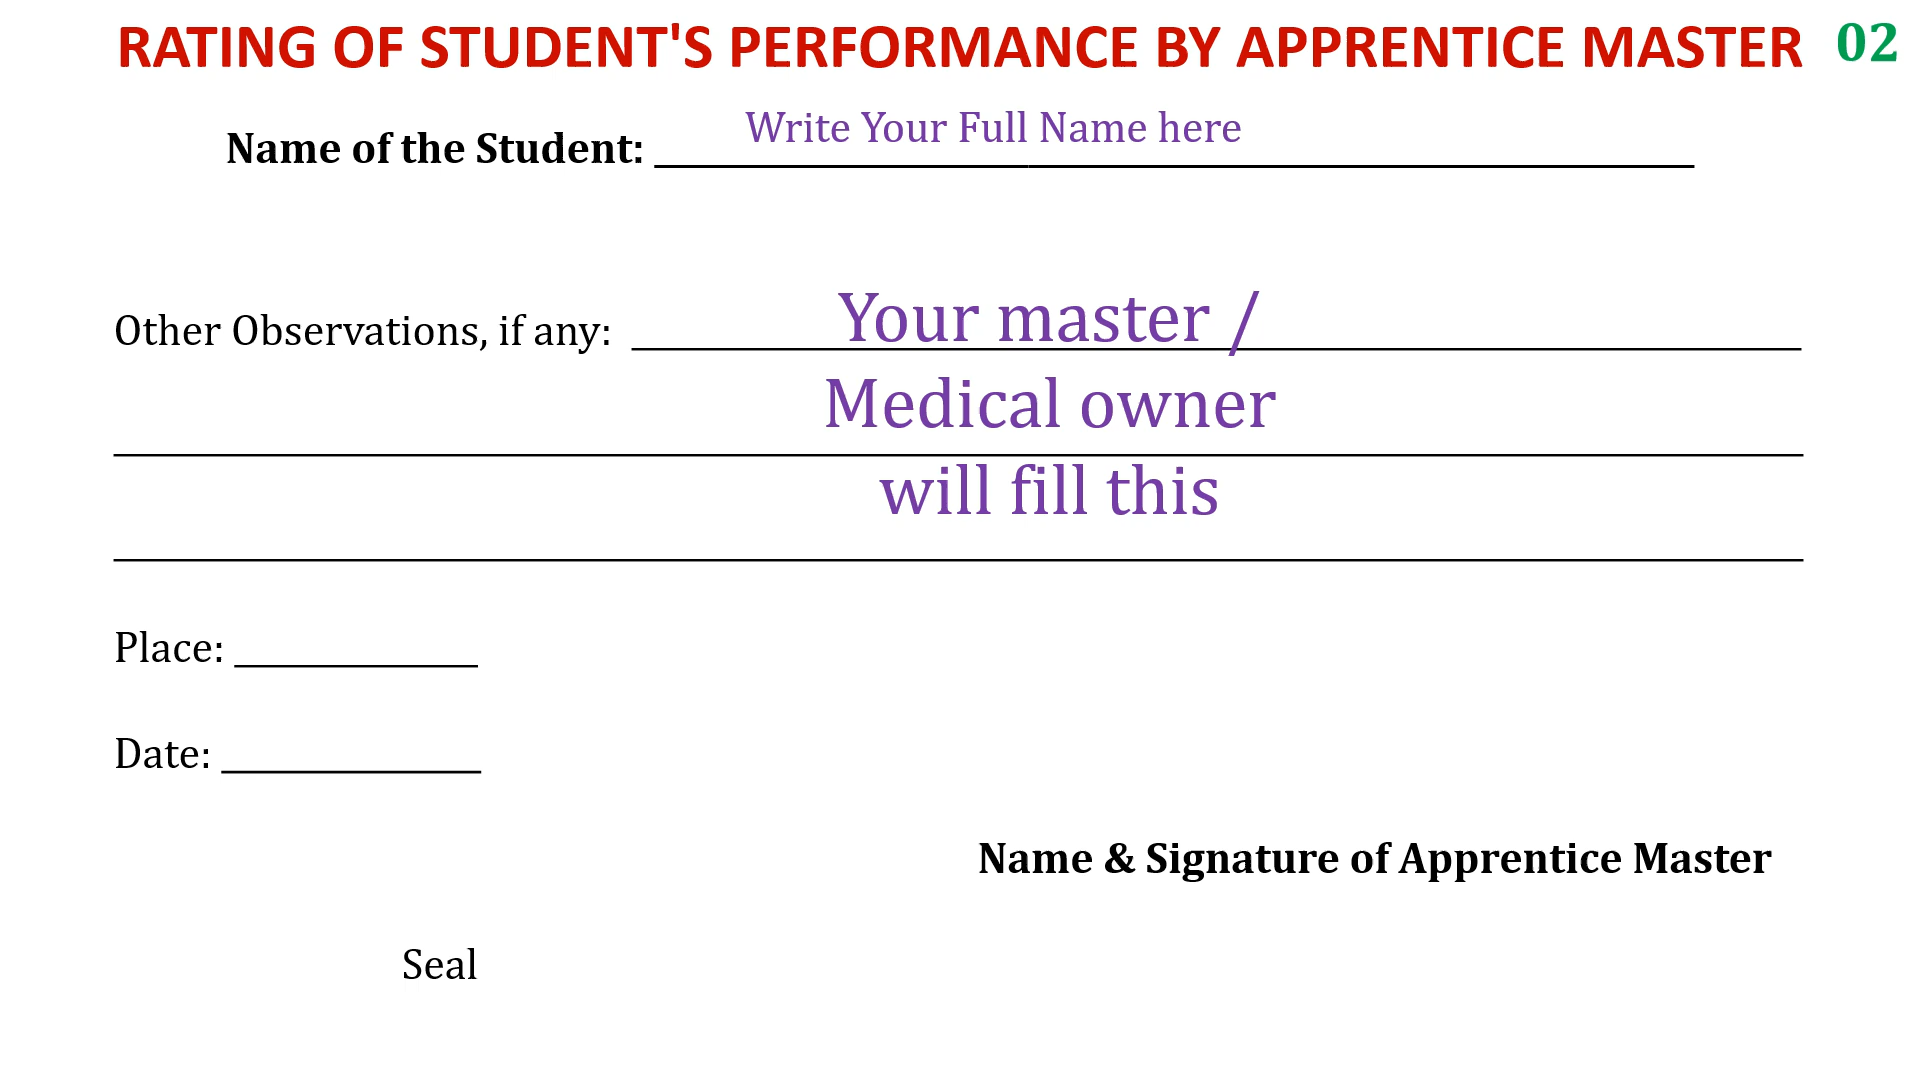 RATING OF STUDENT'S PERFORMANCE BY APPRENTICE MASTER 02
Write Your Full Name here
Name of the Student:
Other Observations, if any: Your master /
Medical owner
will fill this
Place:
Date:
Name & Signature of Apprentice Master
Seal